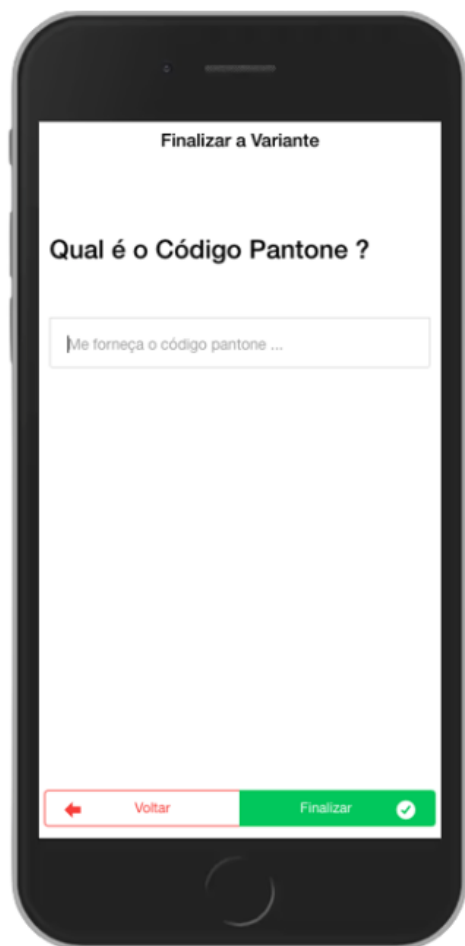 Finalizar a Variante
Qual é o Código Pantone ?
Me forneça o código pantone ...
Voltar
Finalizar